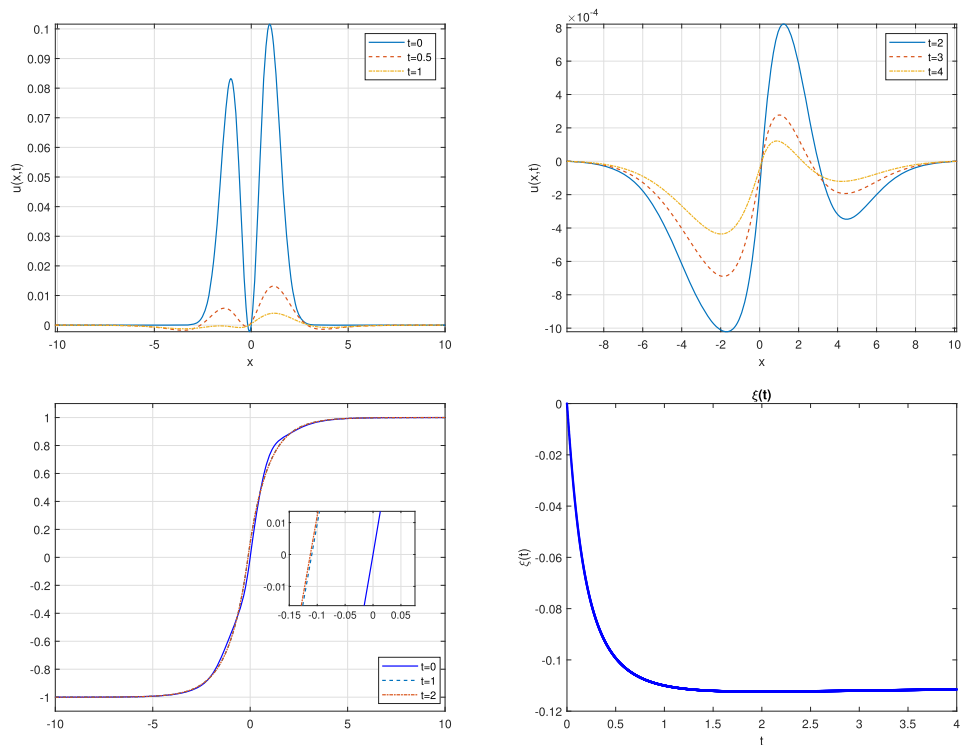 0.1
0.09
0.08
0.07
0.06
0.05
0.04
0.03
0.02
0.01
0
u(x,t)
t=0
t=0.5
t=1
-10 -5 0 5 10
x
×10⁻⁴
8
6
4
2
0
-2
-4
-6
-8
-10
u(x,t)
t=2
t=3
t=4
-8 -6 -4 -2 0 2 4 6 8 10
x
1
0.8
0.6
0.4
0.2
0
-0.2
-0.4
-0.6
-0.8
-1
0.01
0
-0.01
-0.15 -0.1 -0.05 0 0.05
t=0
t=1
t=2
-10 -5 0 5 10
ξ(t)
0
-0.02
-0.04
-0.06
-0.08
-0.1
-0.12
ξ(t)
0 0.5 1 1.5 2 2.5 3 3.5 4
t